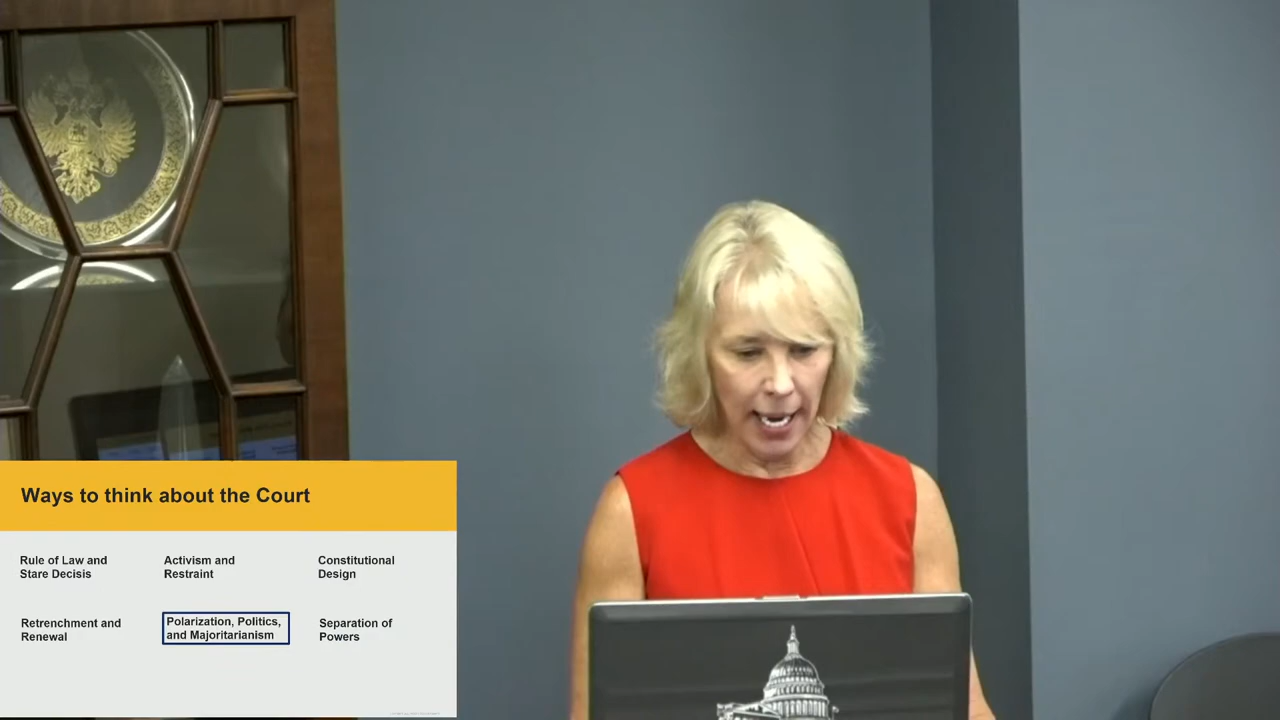 Ways to think about the Court
Rule of Law and
Stare Decisis
Activism and
Restraint
Constitutional
Design
Retrenchment and
Renewal
Polarization, Politics,
and Majoritarianism
Separation of
Powers